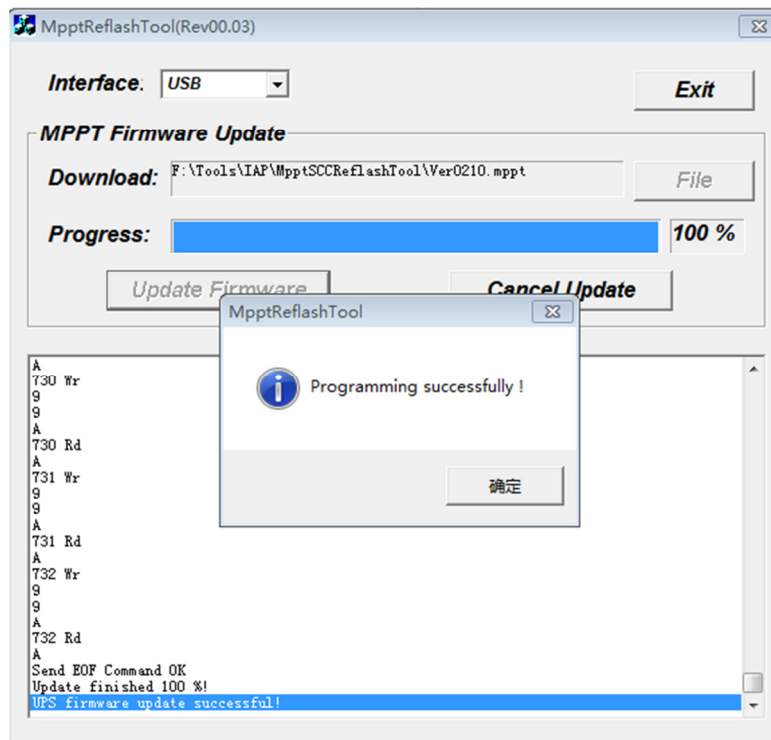 MpptReflashTool(Rev00.03)
Interface: USB
Exit
MPPT Firmware Update
Download: F:\Tools\IAP\MpptSCCReflashTool\Ver0210.mppt
File
Progress: 100 %
Update Firmware
Cancel Update
MpptReflashTool
Programming successfully !
确定
A
730 Wr
9
9
A
730 Rd
A
731 Wr
9
9
A
731 Rd
A
732 Wr
9
9
A
732 Rd
A
Send EOF Command OK
Update finished 100 %!
UPS firmware update successful!